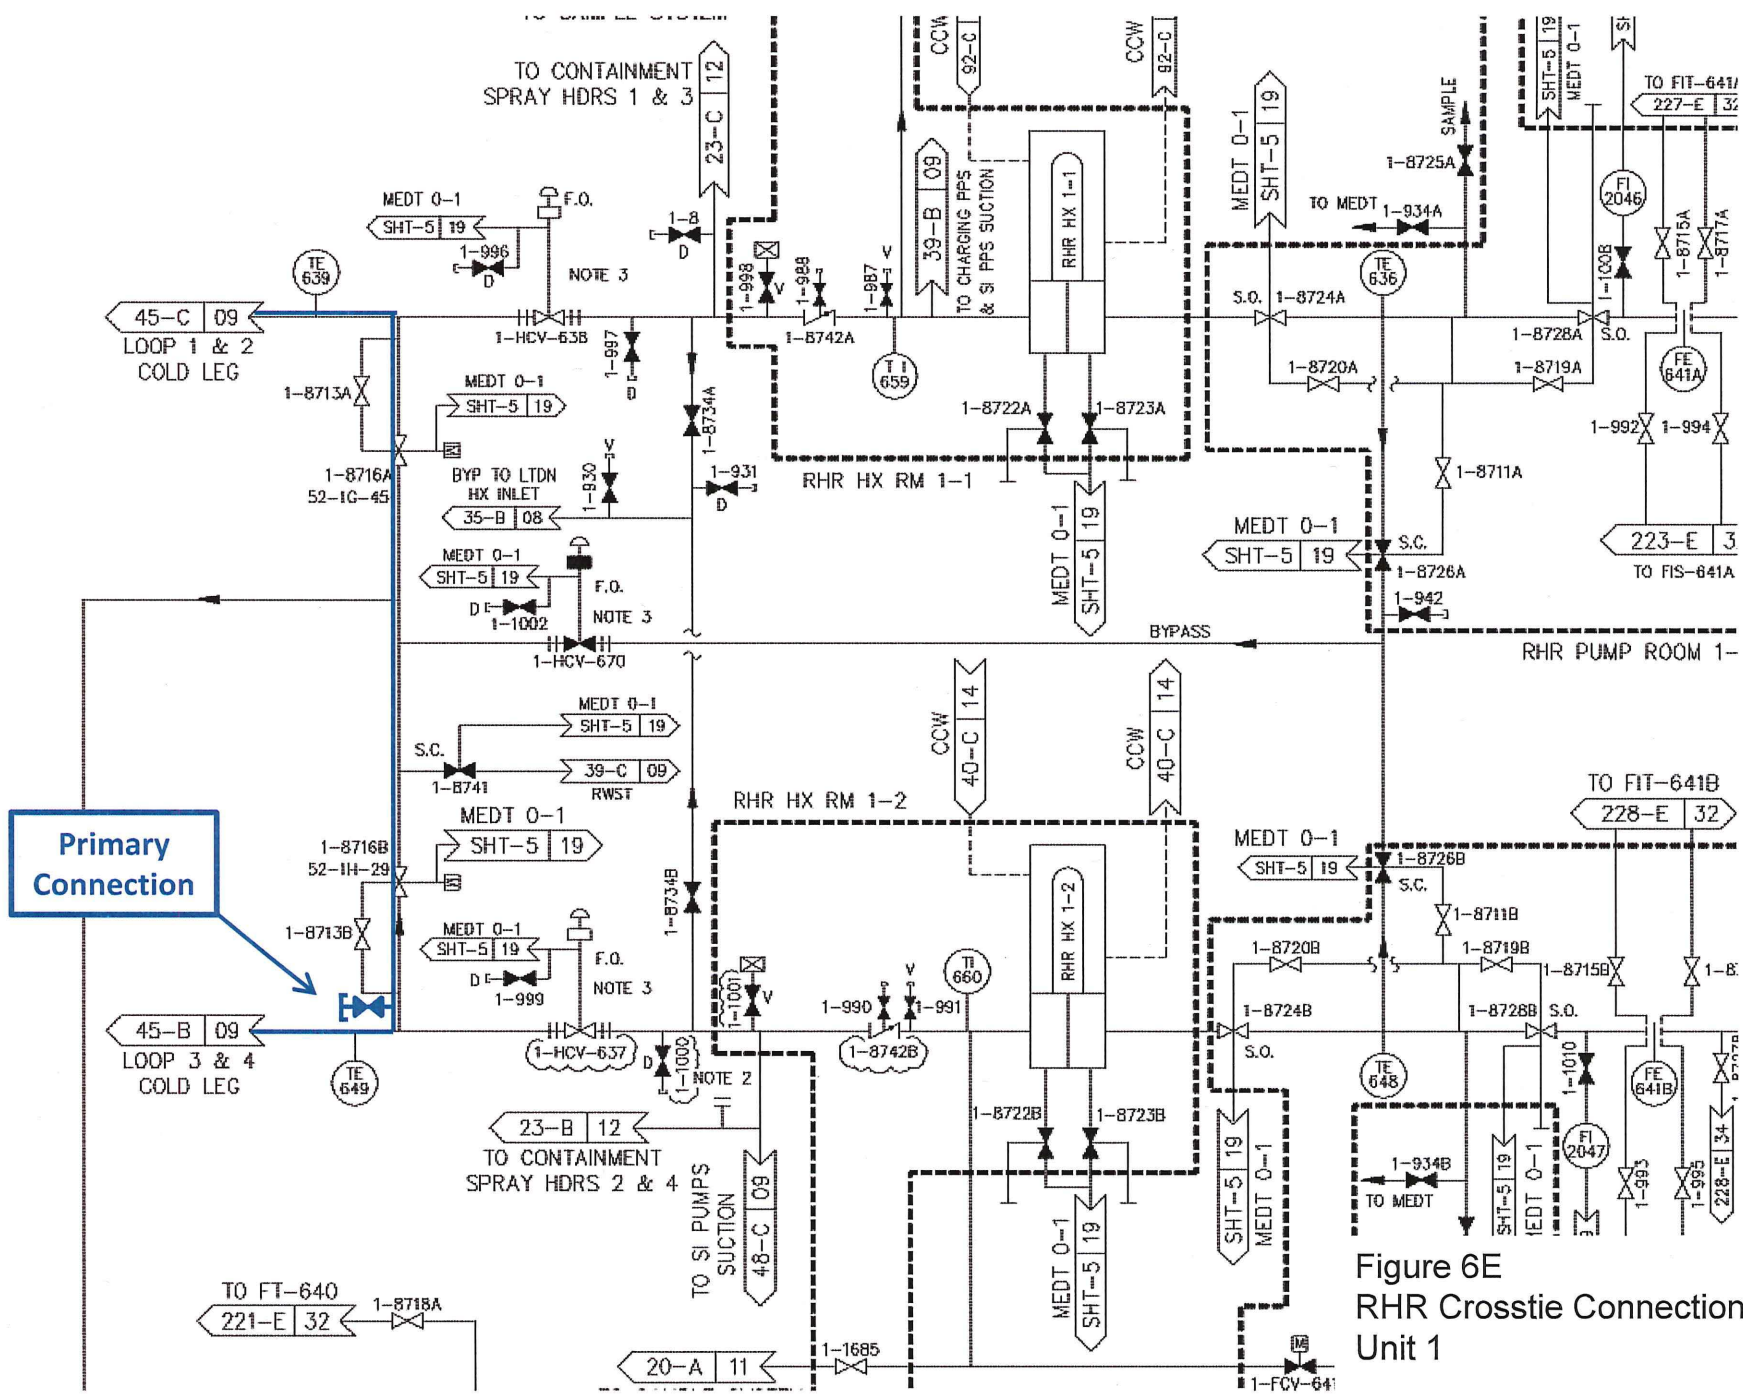 TO CONTAINMENT
SPRAY HDRS 1 & 3
23-C 12
CCW
92-C
CCW
92-C
MEDT 0-1
SHT-5 19
SAMPLE
1-8725A
SHT-5 19
MEDT 0-1
TO FIT-641A
227-E 32
FI
2046
1-8715A
1-8717A
1-100B
MEDT 0-1
SHT-5 19
F.O.
1-996
D
NOTE 3
1-8
D
1-998
V
1-988
V
1-987
39-B 09
TO CHARGING PPS
& SI PPS SUCTION
RHR HX 1-1
TO MEDT
1-934A
TE
639
TE
636
45-C 09
LOOP 1 & 2
COLD LEG
1-HCV-638
1-997
D
1-8742A
TI
659
S.O.
1-8724A
1-8728A
S.O.
FE
641A
1-8713A
MEDT 0-1
SHT-5 19
1-8734A
1-8720A
1-8719A
1-8722A
1-8723A
1-992
1-994
1-8716A
52-1G-45
BYP TO LTDN
HX INLET
35-B 08
V
1-930
1-931
D
RHR HX RM 1-1
1-8711A
MEDT 0-1
SHT-5 19
MEDT 0-1
SHT-5 19
S.C.
1-8726A
223-E 3
TO FIS-641A
MEDT 0-1
SHT-5 19
F.O.
D
1-1002
NOTE 3
1-942
1-HCV-670
BYPASS
RHR PUMP ROOM 1-
MEDT 0-1
SHT-5 19
S.C.
1-8741
39-C 09
RWST
CCW
40-C 14
CCW
40-C 14
TO FIT-641B
228-E 32
RHR HX RM 1-2
Primary
Connection
1-8716B
52-1H-29
MEDT 0-1
SHT-5 19
1-8734B
RHR HX 1-2
MEDT 0-1
SHT-5 19
1-8726B
S.C.
1-8713B
MEDT 0-1
SHT-5 19
F.O.
D
1-999
NOTE 3
1-1001
V
1-990
V
1-991
TI
660
1-8711B
1-8720B
1-8719B
1-8715B
45-B 09
LOOP 3 & 4
COLD LEG
TE
649
1-HCV-637
D
1-1000
NOTE 2
1-8742B
1-8724B
S.O.
1-8728B
S.O.
TE
648
1-1010
FE
641B
23-B 12
TO CONTAINMENT
SPRAY HDRS 2 & 4
1-8722B
1-8723B
FI
2047
1-993
1-995
228-E 34
TO SI PUMPS
SUCTION
48-C 09
MEDT 0-1
SHT-5 19
SHT-5 19
MEDT 0-1
1-934B
TO MEDT
SHT-5 19
MEDT 0-1
Figure 6E
RHR Crosstie Connection
Unit 1
TO FT-640
221-E 32
1-8718A
20-A 11
1-1685
M
1-FCV-641